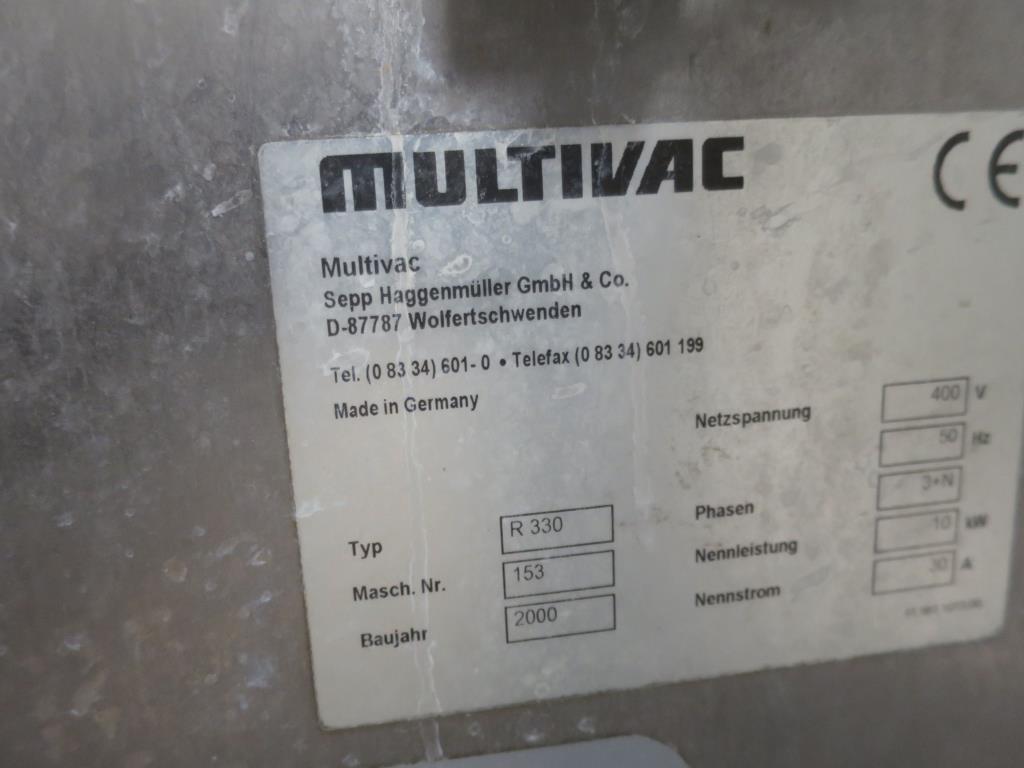 MULTIVAC
CE
Multivac
Sepp Haggenmüller GmbH & Co.
D-87787 Wolfertschwenden
Tel. (0 83 34) 601- 0 • Telefax (0 83 34) 601 199
Made in Germany
Netzspannung 400 V
50 Hz
Phasen 3+N
Nennleistung 10 kW
Nennstrom 30 A
Typ R 330
Masch. Nr. 153
Baujahr 2000